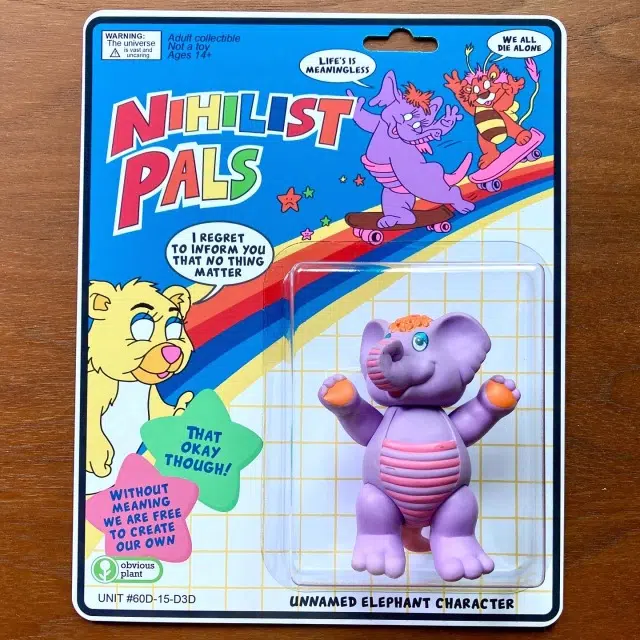 WARNING:
The universe
is vast and
uncaring
Adult collectible
Not a toy
Ages 14+
LIFE'S IS
MEANINGLESS
WE ALL
DIE ALONE
NIHILIST
PALS
I REGRET
TO INFORM YOU
THAT NO THING
MATTER
THAT
OKAY
THOUGH!
WITHOUT
MEANING
WE ARE FREE
TO CREATE
OUR OWN
obvious
plant
UNIT #60D-15-D3D
UNNAMED ELEPHANT CHARACTER